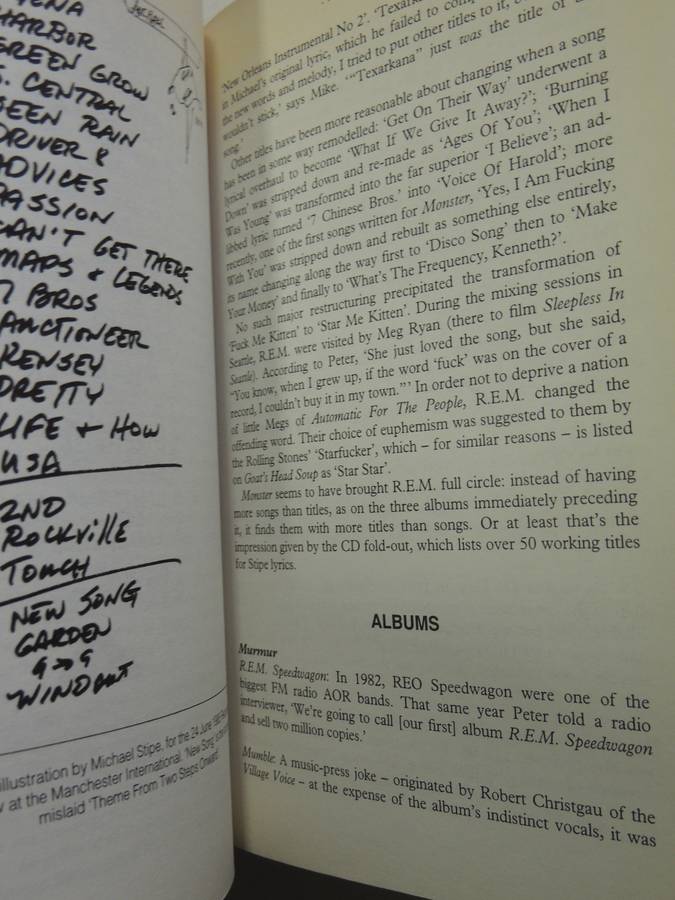 ENA
HARBOR
GREEN GROW
S. CENTRAL
SEEN RAIN
DRIVER 8
ADVICES
PASSION
CAN'T GET THERE
MAPS & LEGENDS
7 BROS
AUCTIONEER
KENSEY
PRETTY
LIFE + HOW
USA
2ND
ROCKVILLE
TOUCH
NEW SONG
GARDEN
9→9
WINDOUT
illustration by Michael Stipe, for the 24 June 1985
at the Manchester International. 'New Song'
mislaid 'Theme From Two Steps Onward'
'New Orleans Instrumental No 2'. 'Texarkana'
in Michael's original lyric, which he failed to
the new words and melody, I tried to put other titles to it,
wouldn't stick,' says Mike. '"Texarkana" just was the title of
song.'
Other titles have been more reasonable about changing when a song
has been in some way remodelled: 'Get On Their Way' underwent a
lyrical overhaul to become 'What If We Give It Away?'; 'Burning
Down' was stripped down and re-made as 'Ages Of You'; 'When I
Was Young' was transformed into the far superior 'I Believe'; an ad-
libbed lyric turned '7 Chinese Bros.' into 'Voice Of Harold'; more
recently, one of the first songs written for Monster, 'Yes, I Am Fucking
With You' was stripped down and rebuilt as something else entirely,
its name changing along the way first to 'Disco Song' then to 'Make
Your Money' and finally to 'What's The Frequency, Kenneth?'.
No such major restructuring precipitated the transformation of
'Fuck Me Kitten' to 'Star Me Kitten'. During the mixing sessions in
Seattle, R.E.M. were visited by Meg Ryan (there to film Sleepless In
Seattle). According to Peter, 'She just loved the song, but she said,
"You know, when I grew up, if the word 'fuck' was on the cover of a
record, I couldn't buy it in my town."' In order not to deprive a nation
of little Megs of Automatic For The People, R.E.M. changed the
offending word. Their choice of euphemism was suggested to them by
the Rolling Stones' 'Starfucker', which – for similar reasons – is listed
on Goat's Head Soup as 'Star Star'.
Monster seems to have brought R.E.M. full circle: instead of having
more songs than titles, as on the three albums immediately preceding
it, it finds them with more titles than songs. Or at least that's the
impression given by the CD fold-out, which lists over 50 working titles
for Stipe lyrics.
ALBUMS
Murmur
R.E.M. Speedwagon: In 1982, REO Speedwagon were one of the
biggest FM radio AOR bands. That same year Peter told a radio
interviewer, 'We're going to call [our first] album R.E.M. Speedwagon
and sell two million copies.'
Mumble: A music-press joke – originated by Robert Christgau of the
Village Voice – at the expense of the album's indistinct vocals, it was